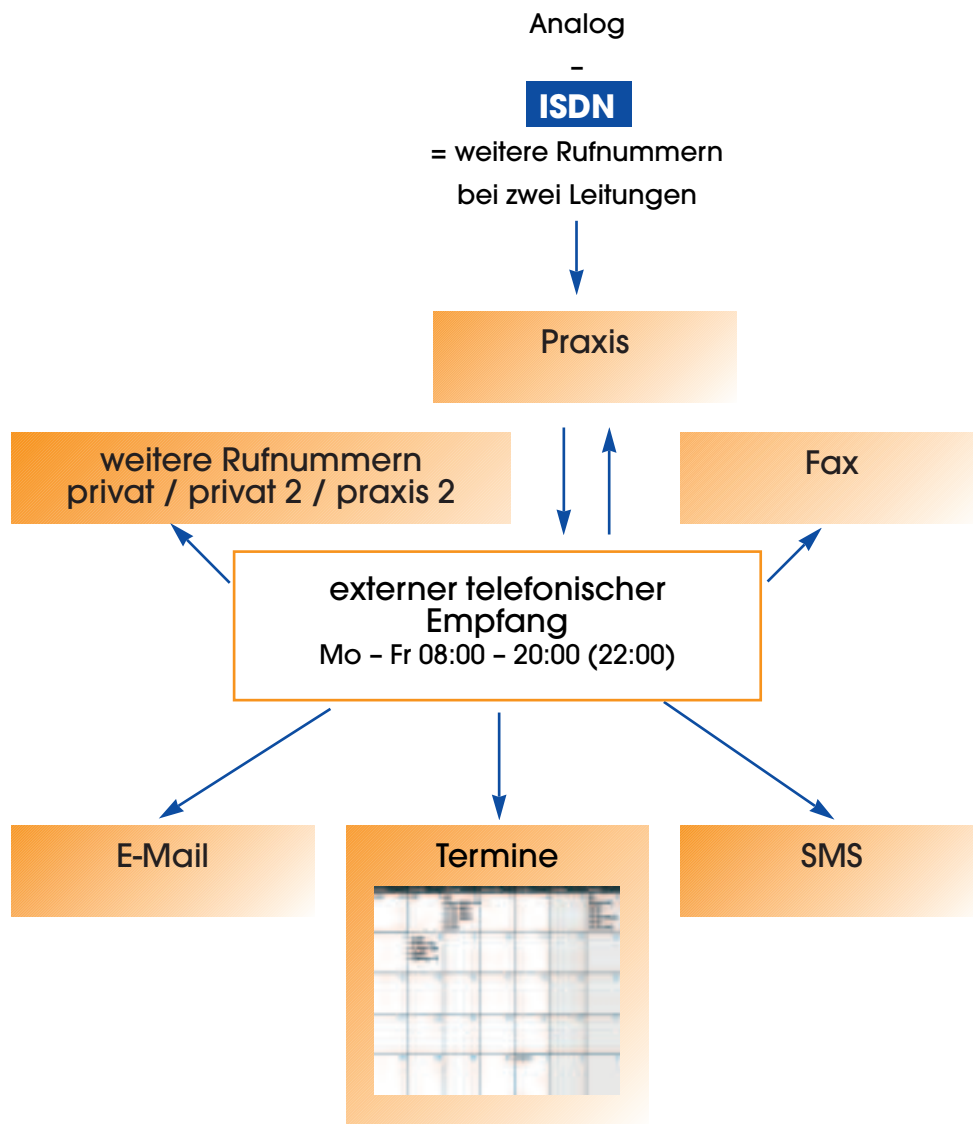 Analog
–
ISDN
= weitere Rufnummern
bei zwei Leitungen
Praxis
weitere Rufnummern
privat / privat 2 / praxis 2
Fax
externer telefonischer
Empfang
Mo – Fr 08:00 – 20:00 (22:00)
E-Mail
Termine
SMS